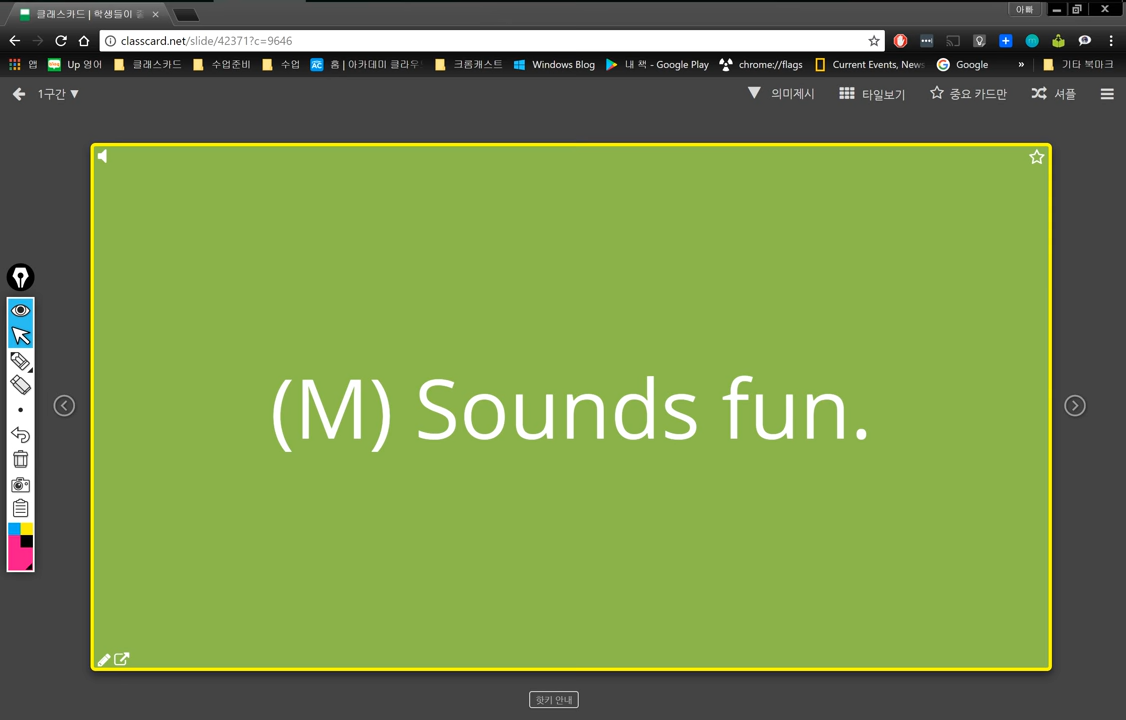 클래스카드 | 학생들이
아빠
classcard.net/slide/42371?c=9646
앱 Up 영어 클래스카드 수업준비 수업 홈 | 아카데미 클라우 크롬캐스트 Windows Blog 내 책 - Google Play chrome://flags Current Events, News Google » 기타 북마크
1구간 ▼ ▼ 의미제시 타일보기 중요 카드만 셔플
(M) Sounds fun.
핫키 안내